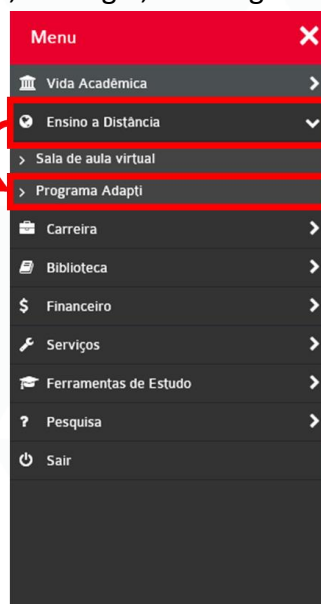 Menu
Vida Acadêmica
Ensino a Distância
Sala de aula virtual
Programa Adapti
Carreira
Biblioteca
$ Financeiro
Serviços
Ferramentas de Estudo
? Pesquisa
Sair